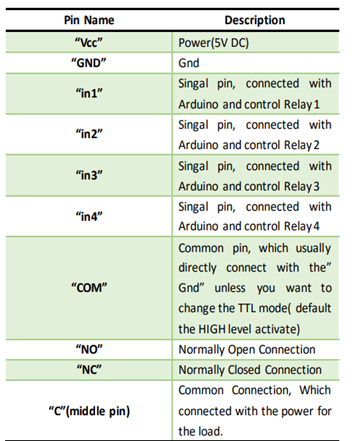 Pin Name Description
“Vcc” Power(5V DC)
“GND” Gnd
“in1” Singal pin, connected with
Arduino and control Relay 1
“in2” Singal pin, connected with
Arduino and control Relay 2
“in3” Singal pin, connected with
Arduino and control Relay 3
“in4” Singal pin, connected with
Arduino and control Relay 4
“COM” Common pin, which usually
directly connect with the”
Gnd” unless you want to
change the TTL mode( default
the HIGH level activate)
“NO” Normally Open Connection
“NC” Normally Closed Connection
“C”(middle pin) Common Connection, Which
connected with the power for
the load.